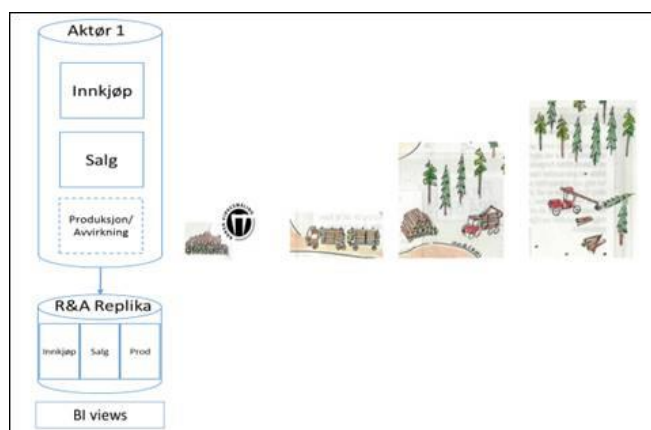 Aktør 1
Innkjøp
Salg
Produksjon/
Avvirkning
R&A Replika
Innkjøp
Salg
Prod
BI views